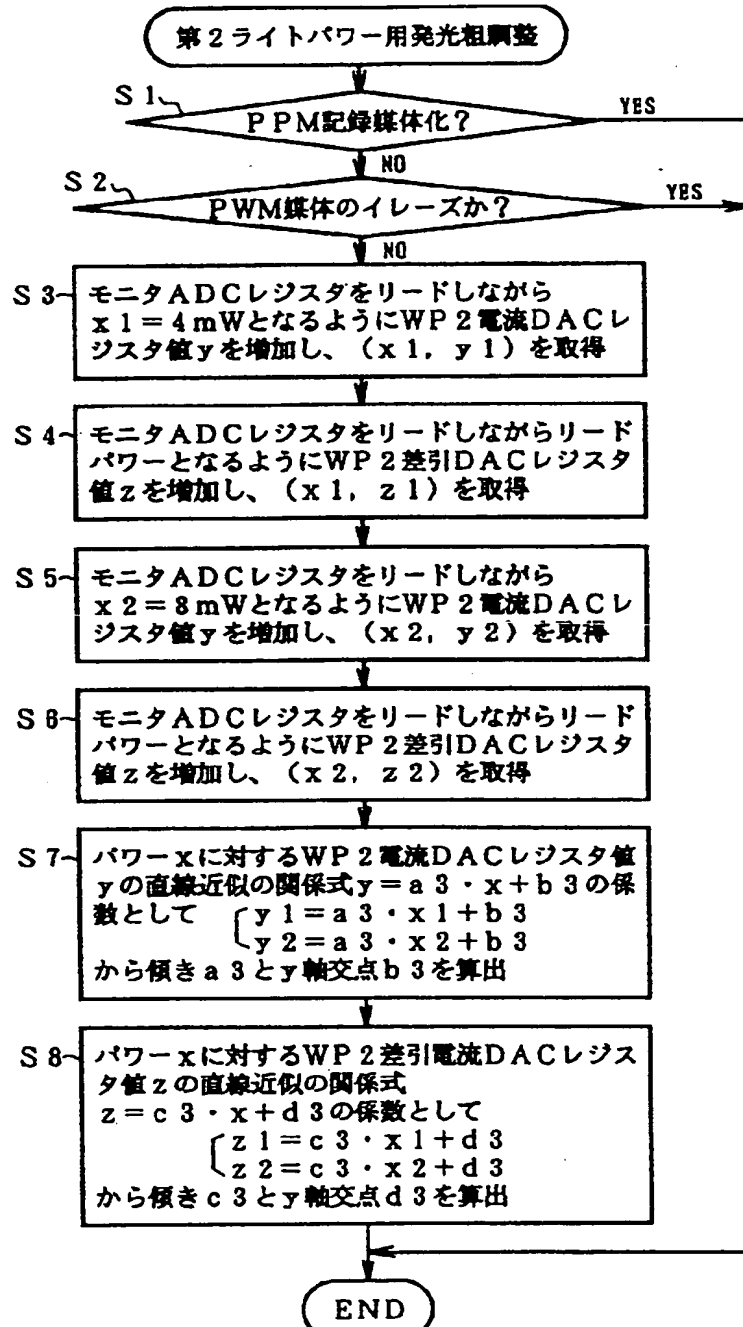 第2ライトパワー用発光粗調整
S1
PPM記録媒体化?
YES
NO
S2
PWM媒体のイレーズか?
YES
NO
S3
モニタADCレジスタをリードしながら
x1=4mWとなるようにWP2電流DACレ
ジスタ値yを増加し、(x1, y1)を取得
S4
モニタADCレジスタをリードしながらリード
パワーとなるようにWP2差引DACレジスタ
値zを増加し、(x1, z1)を取得
S5
モニタADCレジスタをリードしながら
x2=8mWとなるようにWP2電流DACレ
ジスタ値yを増加し、(x2, y2)を取得
S6
モニタADCレジスタをリードしながらリード
パワーとなるようにWP2差引DACレジスタ
値zを増加し、(x2, z2)を取得
S7
パワーxに対するWP2電流DACレジスタ値
yの直線近似の関係式y=a3・x+b3の係
数として y1=a3・x1+b3
y2=a3・x2+b3
から傾きa3とy軸交点b3を算出
S8
パワーxに対するWP2差引電流DACレジス
タ値zの直線近似の関係式
z=c3・x+d3の係数として
z1=c3・x1+d3
z2=c3・x2+d3
から傾きc3とy軸交点d3を算出
END